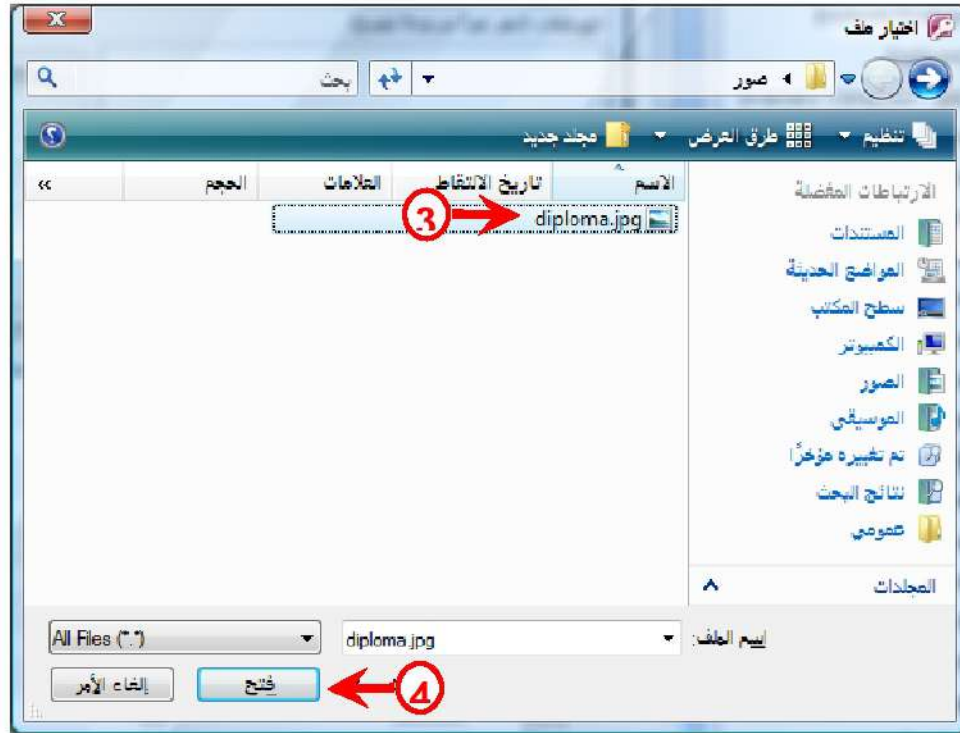 اختيار ملف
صور
بحث
تنظيم
طرق العرض
مجلد جديد
الارتباطات المفضلة
المستندات
المواضع الحديثة
سطح المكتب
الكمبيوتر
الصور
الموسيقى
تم تغييره مؤخرًا
نتائج البحث
عمومي
المجلدات
الاسم
تاريخ الالتقاط
العلامات
الحجم
»
diploma.jpg
3
اسم الملف:
diploma.jpg
All Files (*.*)
فتح
إلغاء الأمر
4